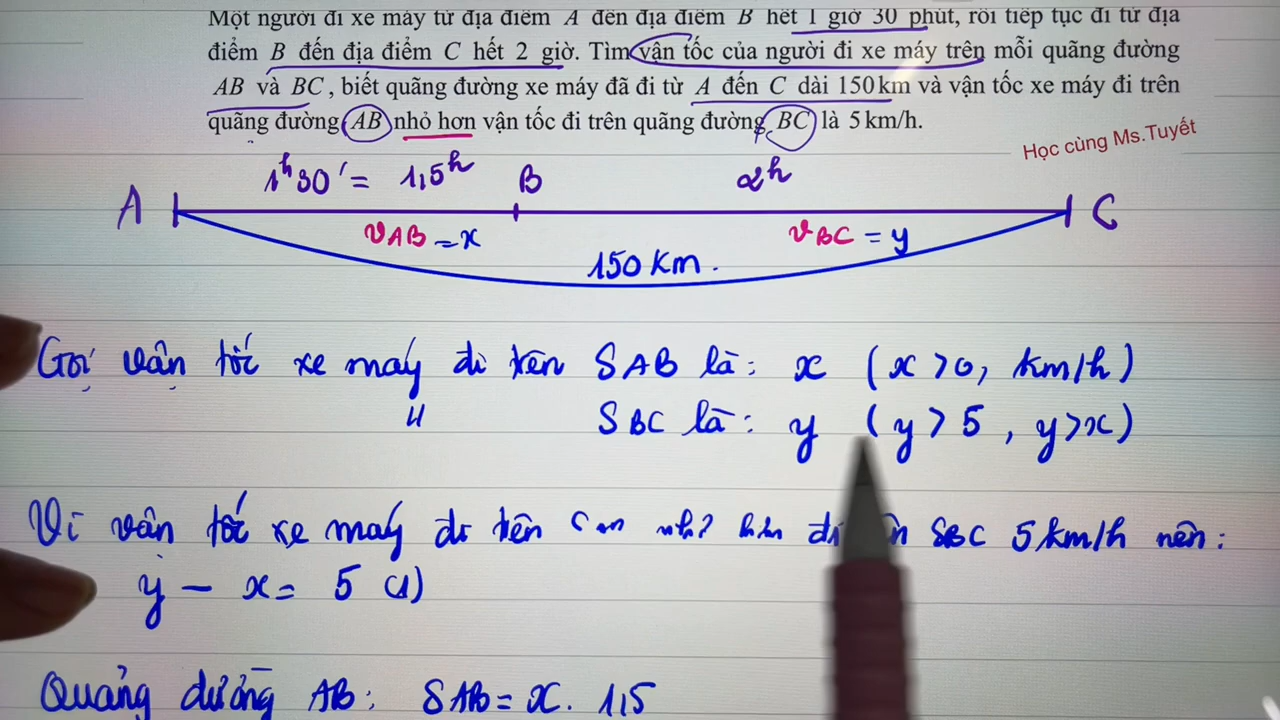 Một người đi xe máy từ địa điểm A đến địa điểm B hết 1 giờ 30 phút, rồi tiếp tục đi từ địa
điểm B đến địa điểm C hết 2 giờ. Tìm vận tốc của người đi xe máy trên mỗi quãng đường
AB và BC, biết quãng đường xe máy đã đi từ A đến C dài 150 km và vận tốc xe máy đi trên
quãng đường AB nhỏ hơn vận tốc đi trên quãng đường BC là 5 km/h.
Học cùng Ms.Tuyết
1h30' = 1,5h B 2h
A C
vAB = x vBC = y
150 km.
Gọi vận tốc xe máy đi trên SAB là: x (x > 0, km/h)
SBC là: y (y > 5, y > x)
Vì vận tốc xe máy đi trên SBC 5 km/h nên:
y - x = 5 (1)
Quảng đường AB: SAB = x. 1,5